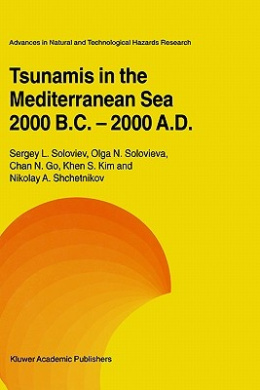 Advances in Natural and Technological Hazards Research
Tsunamis in the
Mediterranean Sea
2000 B.C. – 2000 A.D.
Sergey L. Soloviev, Olga N. Solovieva,
Chan N. Go, Khen S. Kim and
Nikolay A. Shchetnikov
Kluwer Academic Publishers